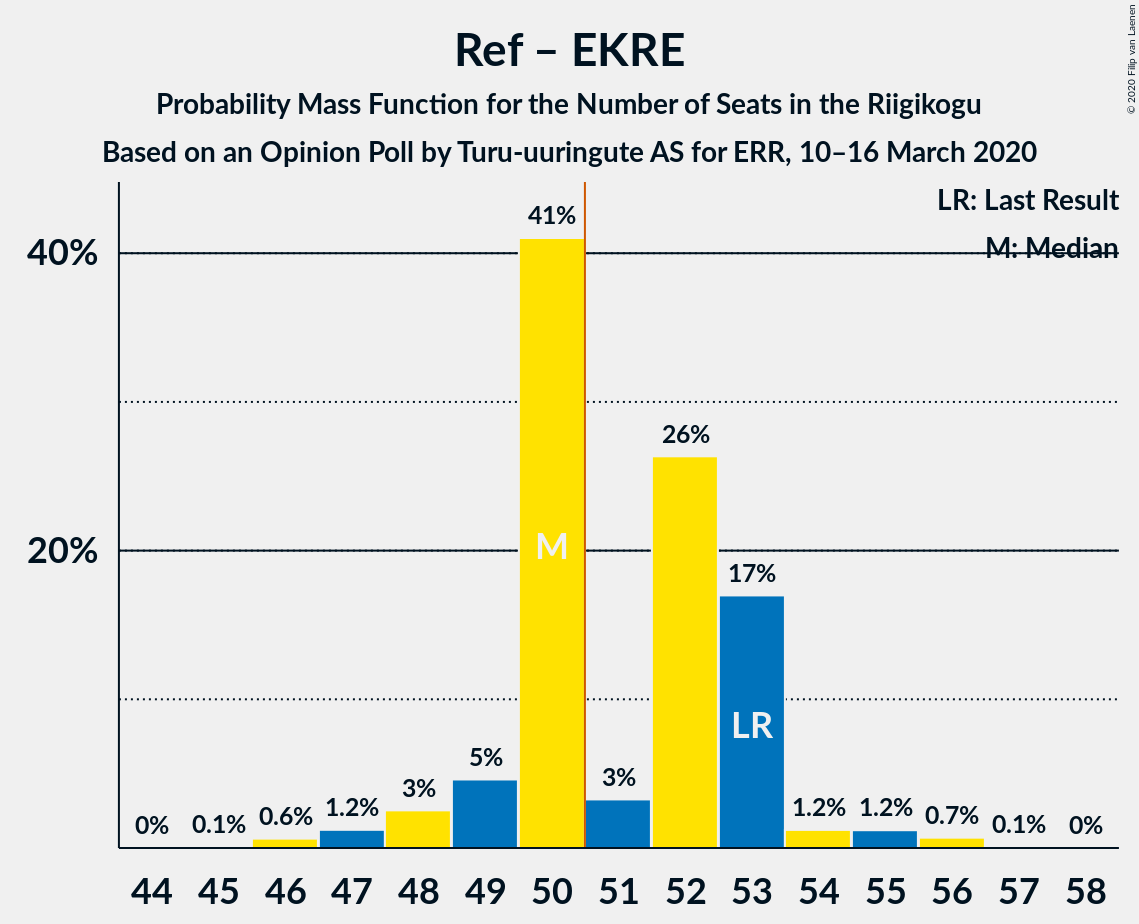 © 2020 Filip van Laenen
Ref – EKRE
Probability Mass Function for the Number of Seats in the Riigikogu
Based on an Opinion Poll by Turu-uuringute AS for ERR, 10–16 March 2020
LR: Last Result
M: Median
40%
20%
0% 0.1% 0.6% 1.2% 3% 5% 41% 3% 26% 17% 1.2% 1.2% 0.7% 0.1% 0%
M
LR
44 45 46 47 48 49 50 51 52 53 54 55 56 57 58